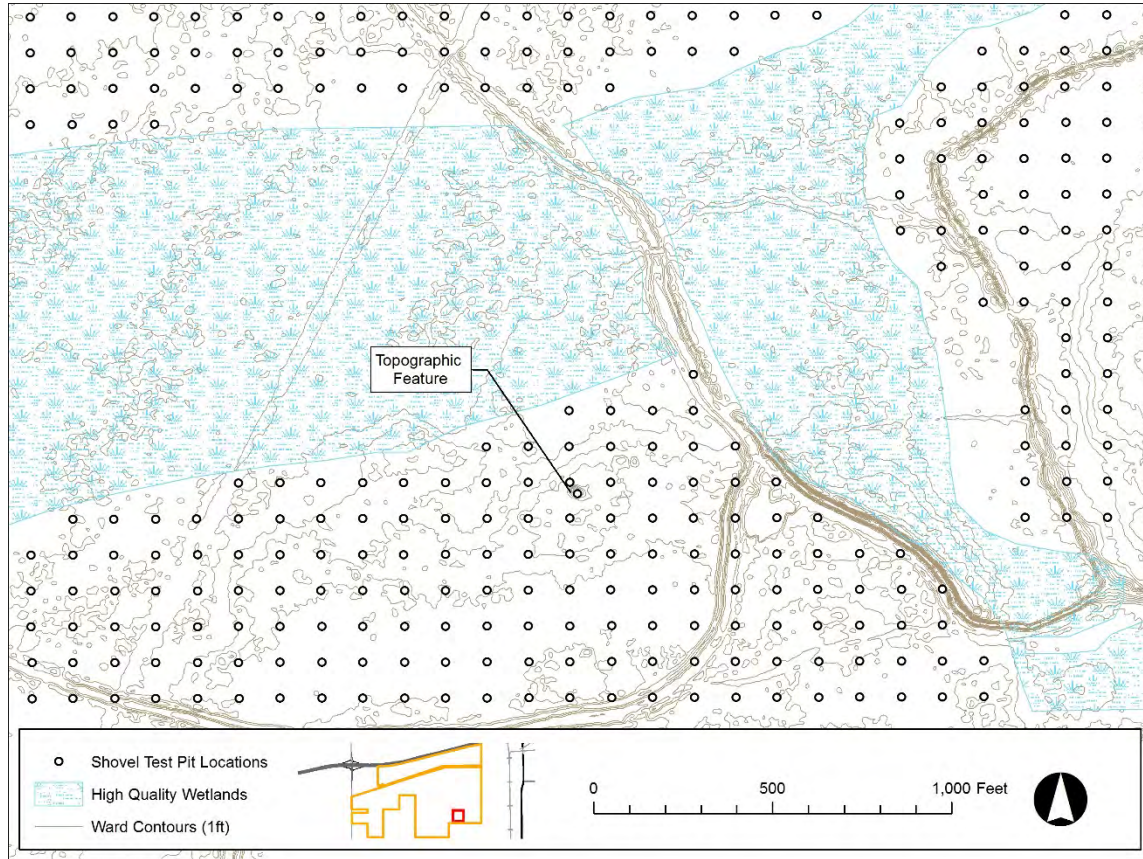 Topographic
Feature
Shovel Test Pit Locations
High Quality Wetlands
Ward Contours (1ft)
0 500 1,000 Feet